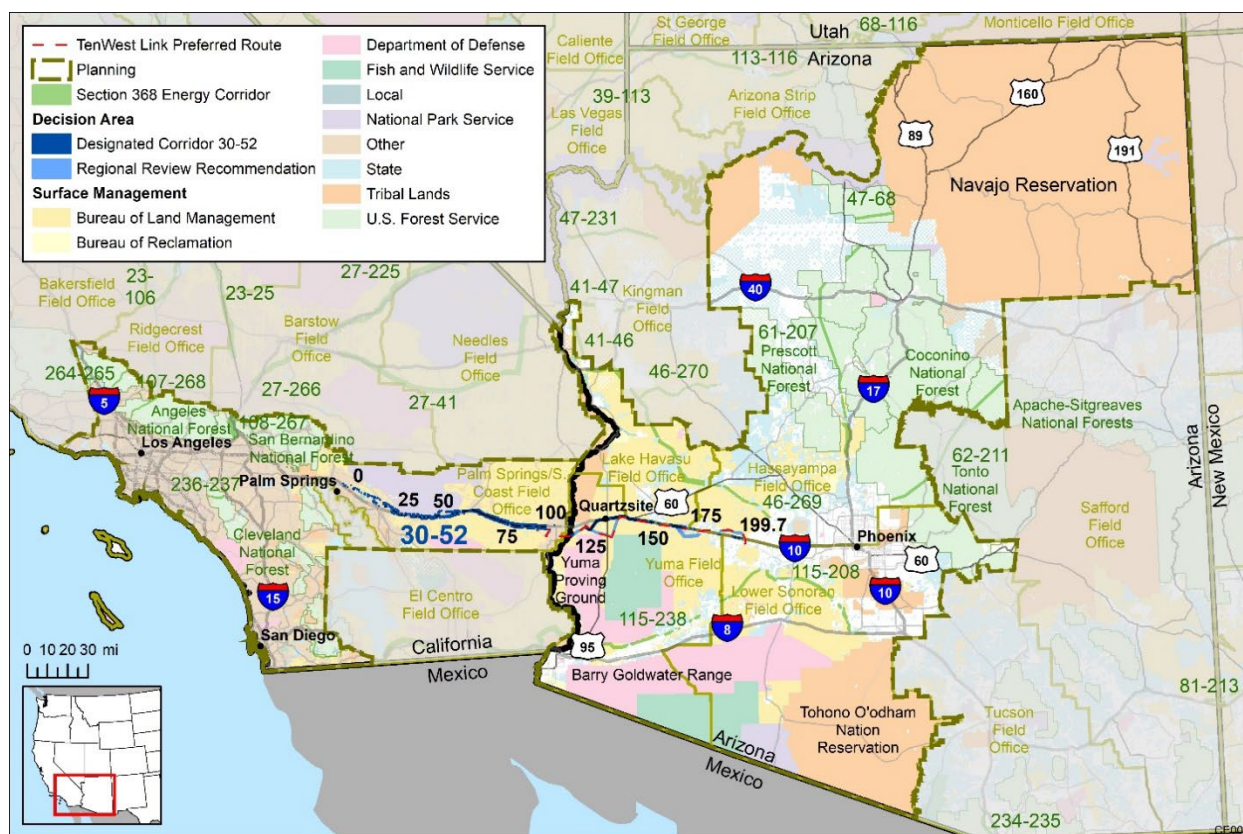 TenWest Link Preferred Route
Planning
Section 368 Energy Corridor
Decision Area
Designated Corridor 30-52
Regional Review Recommendation
Surface Management
Bureau of Land Management
Bureau of Reclamation
Department of Defense
Fish and Wildlife Service
Local
National Park Service
Other
State
Tribal Lands
U.S. Forest Service
St George
Field Office
68-116
Monticello Field Office
Caliente
Field Office
Utah
Arizona
113-116
39-113
Las Vegas
Field
Office
Arizona Strip
Field Office
160
89
191
Navajo Reservation
47-68
47-231
Bakersfield
Field Office
23-
106
27-225
23-25
41-47
Kingman
Field
Office
40
Ridgecrest
Field Office
Barstow
Field
Office
Needles
Field
Office
41-46
61-207
Prescott
National
Forest
Coconino
National
Forest
264-265
107-268
27-266
46-270
17
5
27-41
Angeles
National Forest
108-267
Apache-Sitgreaves
National Forests
Los Angeles
San Bernardino
National Forest
Arizona
New Mexico
Palm Springs/S.
Coast Field
Office
Lake Havasu
Field Office
Hassayampa
Field Office
62-211
Tonto
National
Forest
236-237
Palm Springs
0
25
50
100
Quartzsite
60
46-269
175
199.7
Safford
Field
Office
30-52
75
125
150
10
Phoenix
60
Cleveland
National
Forest
Yuma
Proving
Ground
Yuma Field
Office
115-208
Lower Sonoran
Field Office
10
15
El Centro
Field Office
115-238
8
San Diego
California
Mexico
95
0 10 20 30 mi
Barry Goldwater Range
81-213
Tohono O'odham
Nation
Reservation
Tucson
Field
Office
Arizona
Mexico
234-235